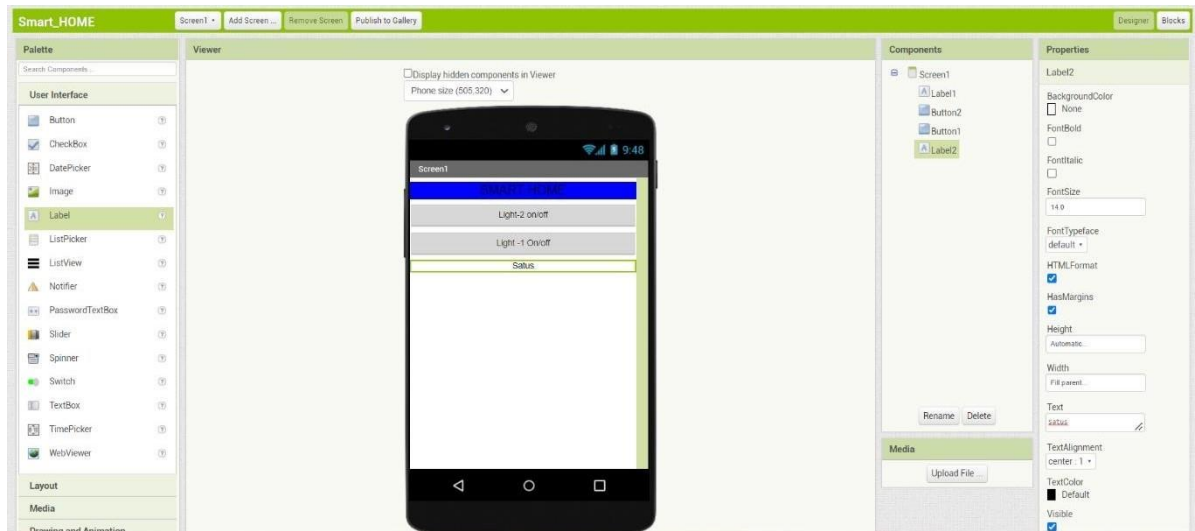 Smart_HOME
Screen1
Add Screen ...
Remove Screen
Publish to Gallery
Designer
Blocks
Palette
Search Components...
User Interface
Button
CheckBox
DatePicker
Image
Label
ListPicker
ListView
Notifier
PasswordTextBox
Slider
Spinner
Switch
TextBox
TimePicker
WebViewer
Layout
Media
Drawing and Animation
Viewer
Display hidden components in Viewer
Phone size (505,320)
9:48
Screen1
SMART HOME
Light-2 on/off
Light -1 On/off
Satus
Components
Screen1
Label1
Button2
Button1
Label2
Rename
Delete
Media
Upload File ...
Properties
Label2
BackgroundColor
None
FontBold
FontItalic
FontSize
14.0
FontTypeface
default
HTMLFormat
HasMargins
Height
Automatic...
Width
Fill parent...
Text
satus
TextAlignment
center : 1
TextColor
Default
Visible